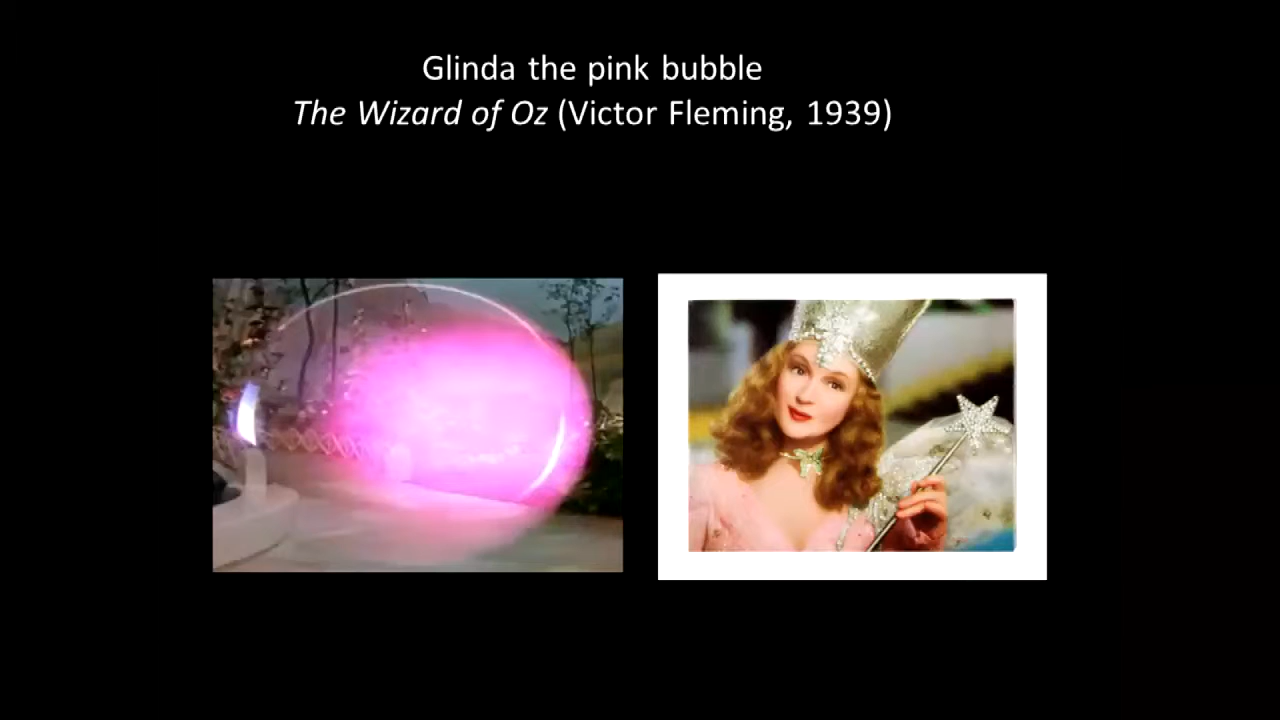 Glinda the pink bubble
The Wizard of Oz (Victor Fleming, 1939)